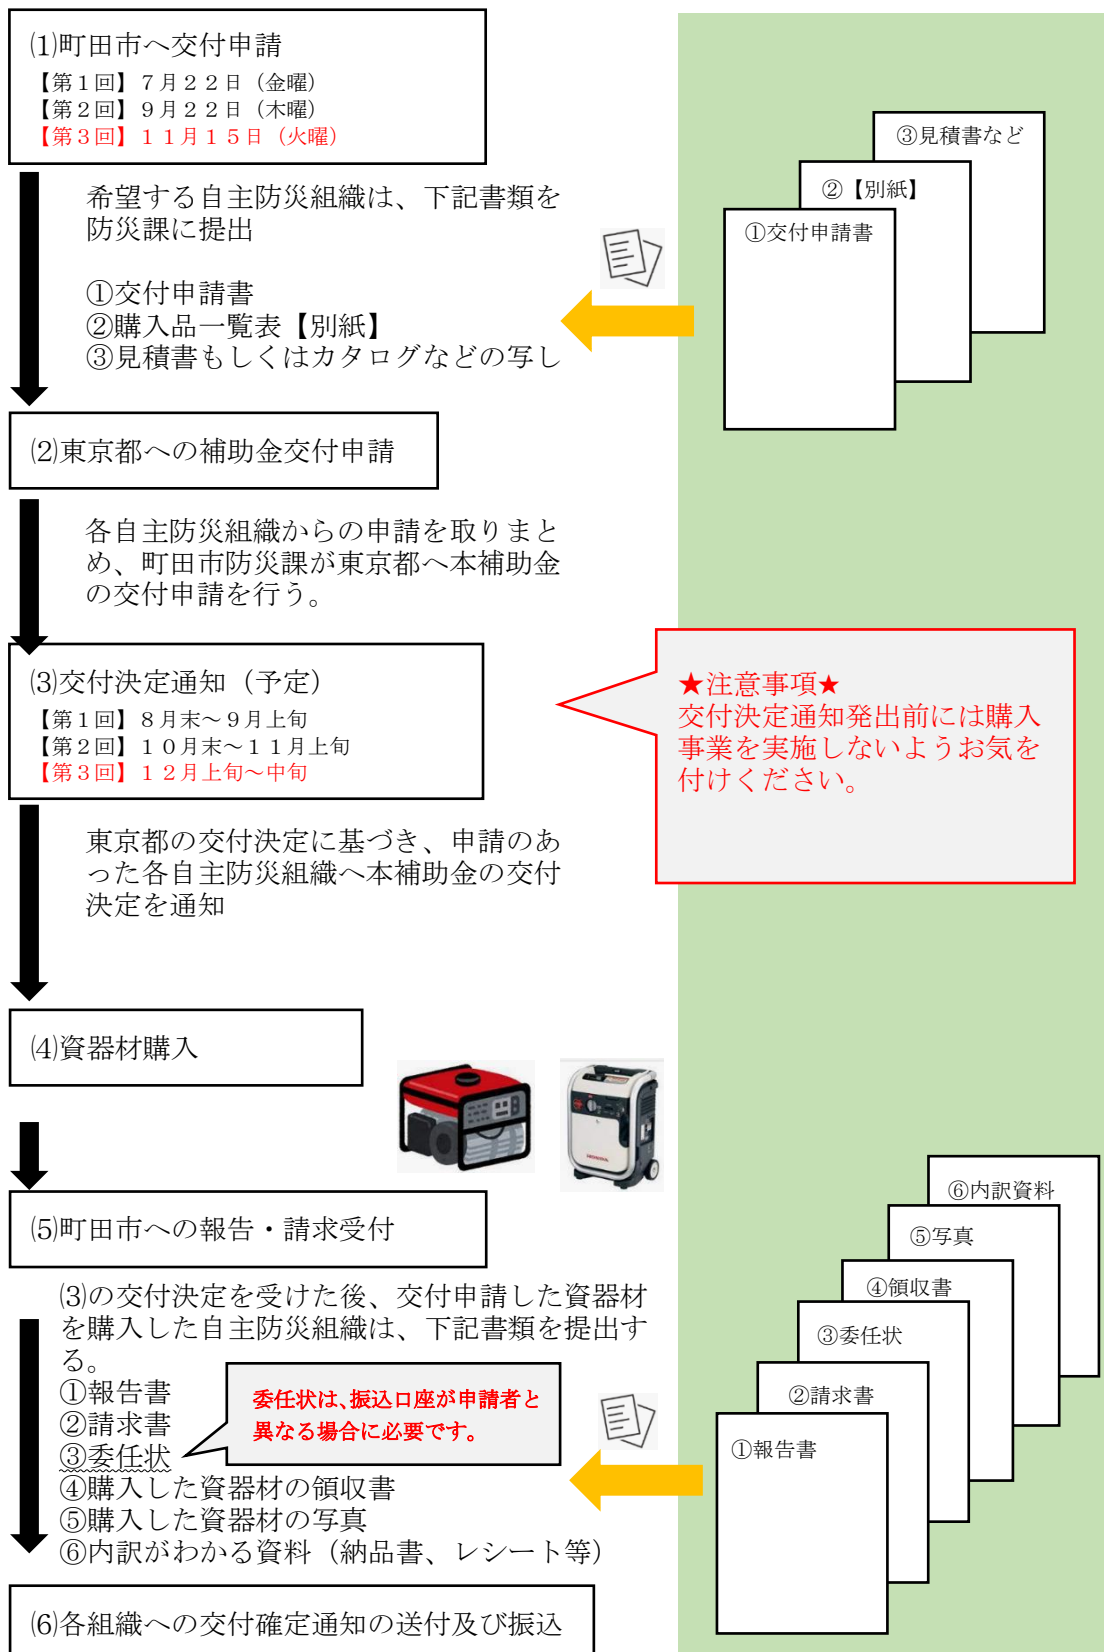 ⑴町田市へ交付申請
【第１回】７月２２日（金曜）
【第２回】９月２２日（木曜）
【第３回】１１月１５日（火曜）
希望する自主防災組織は、下記書類を
防災課に提出
①交付申請書
②購入品一覧表【別紙】
③見積書もしくはカタログなどの写し
③見積書など
②【別紙】
①交付申請書
⑵東京都への補助金交付申請
各自主防災組織からの申請を取りまと
め、町田市防災課が東京都へ本補助金
の交付申請を行う。
⑶交付決定通知（予定）
【第１回】８月末～９月上旬
【第２回】１０月末～１１月上旬
【第３回】１２月上旬～中旬
★注意事項★
交付決定通知発出前には購入
事業を実施しないようお気を
付けください。
東京都の交付決定に基づき、申請のあ
った各自主防災組織へ本補助金の交付
決定を通知
⑷資器材購入
HONDA
⑸町田市への報告・請求受付
⑶の交付決定を受けた後、交付申請した資器材
を購入した自主防災組織は、下記書類を提出す
る。
①報告書
②請求書
③委任状
④購入した資器材の領収書
⑤購入した資器材の写真
⑥内訳がわかる資料（納品書、レシート等）
委任状は、振込口座が申請者と
異なる場合に必要です。
⑥内訳資料
⑤写真
④領収書
③委任状
②請求書
①報告書
⑹各組織への交付確定通知の送付及び振込